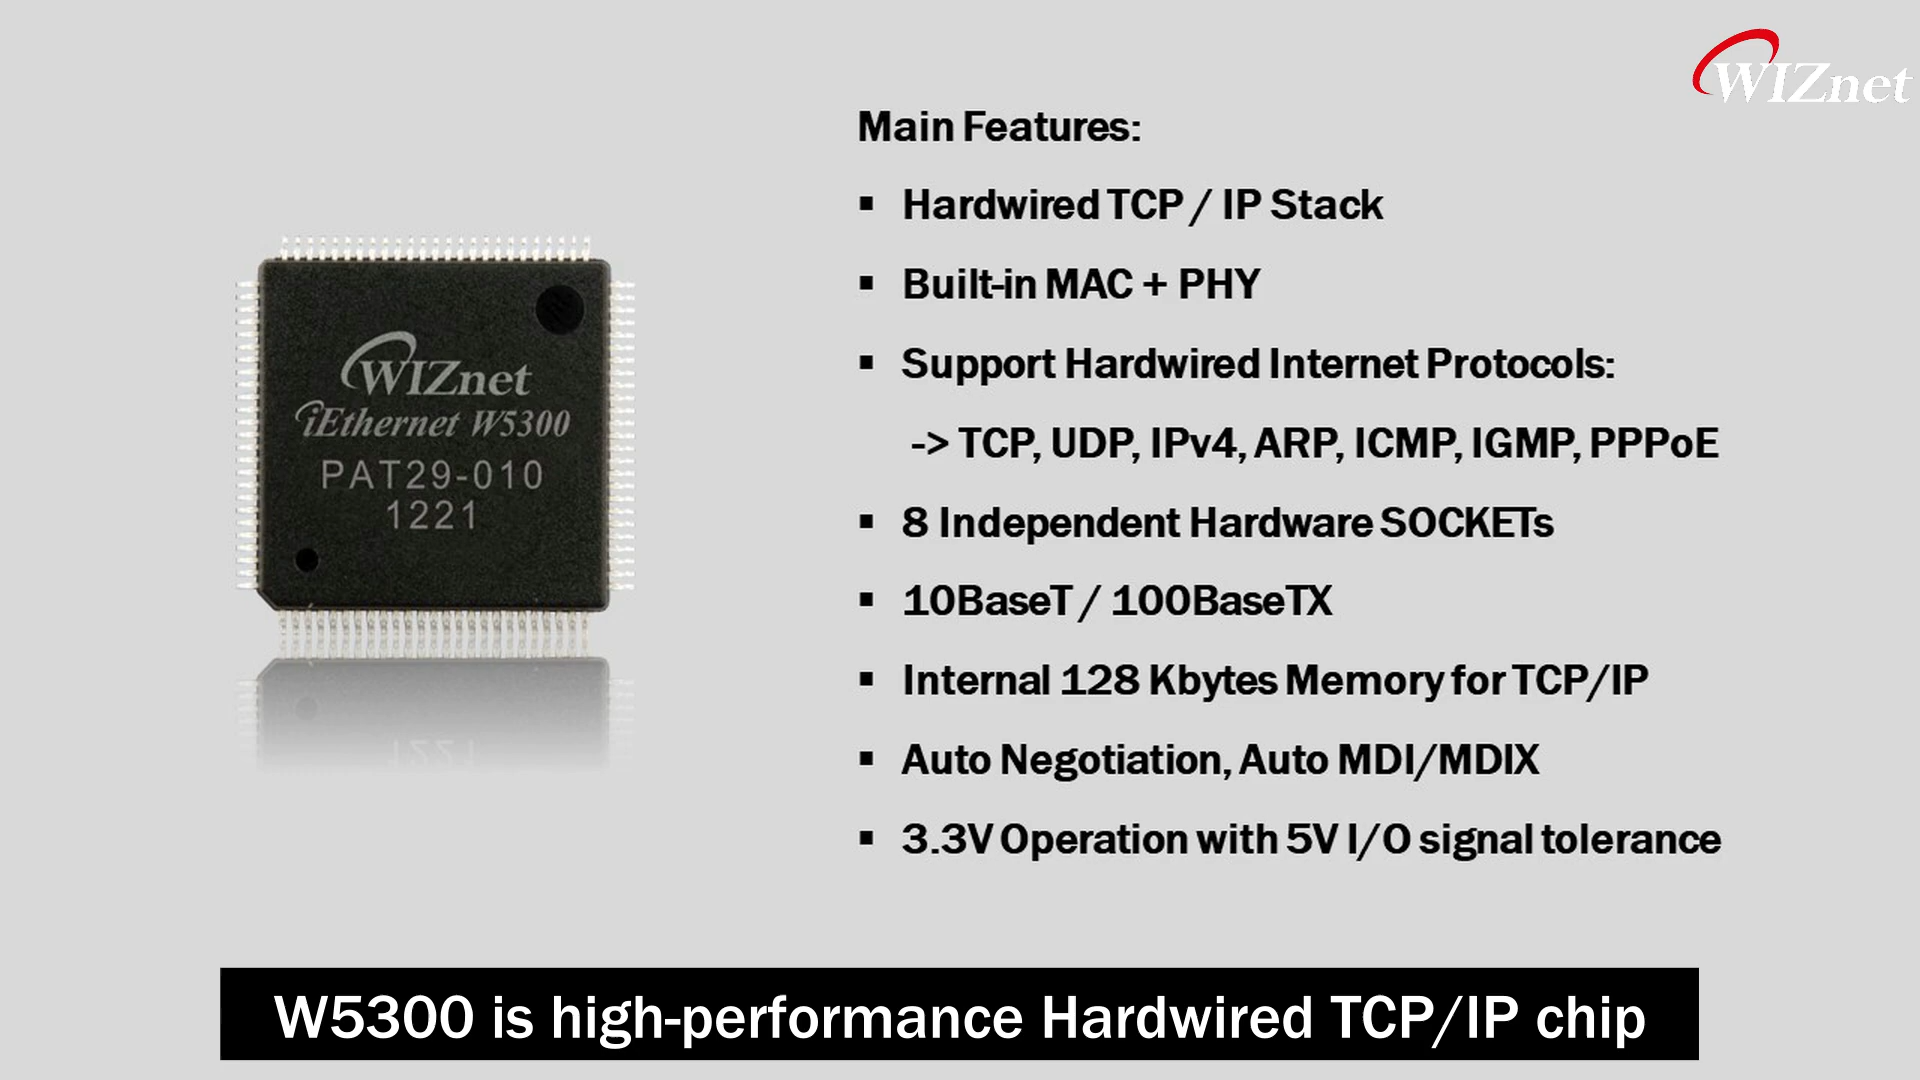 WIZnet
Main Features:
▪ Hardwired TCP / IP Stack
▪ Built-in MAC + PHY
▪ Support Hardwired Internet Protocols:
-> TCP, UDP, IPv4, ARP, ICMP, IGMP, PPPoE
▪ 8 Independent Hardware SOCKETs
▪ 10BaseT / 100BaseTX
▪ Internal 128 Kbytes Memory for TCP/IP
▪ Auto Negotiation, Auto MDI/MDIX
▪ 3.3V Operation with 5V I/O signal tolerance
WIZnet
iEthernet W5300
PAT29-010
1221
W5300 is high-performance Hardwired TCP/IP chip